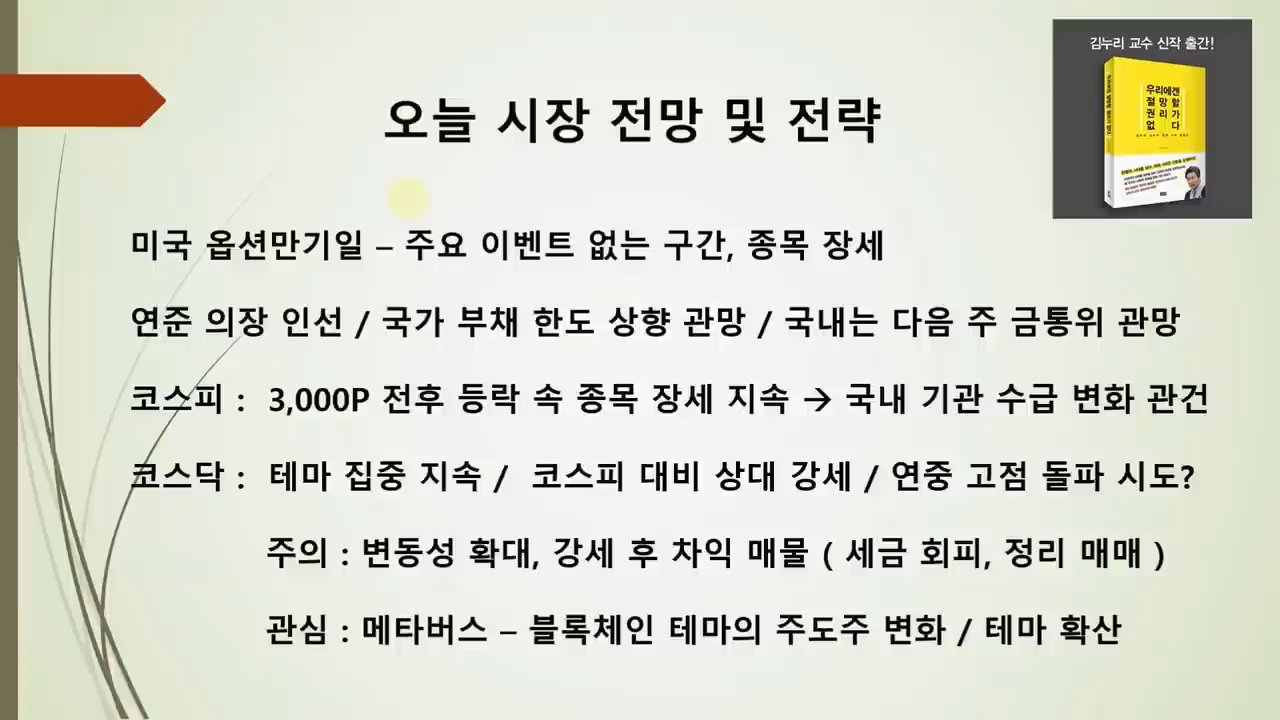 김누리 교수 신작 출간!
우리에겐
절망할
권리가
없다
오늘 시장 전망 및 전략
미국 옵션만기일 – 주요 이벤트 없는 구간, 종목 장세
연준 의장 인선 / 국가 부채 한도 상향 관망 / 국내는 다음 주 금통위 관망
코스피 : 3,000P 전후 등락 속 종목 장세 지속 → 국내 기관 수급 변화 관건
코스닥 : 테마 집중 지속 / 코스피 대비 상대 강세 / 연중 고점 돌파 시도?
주의 : 변동성 확대, 강세 후 차익 매물 ( 세금 회피, 정리 매매 )
관심 : 메타버스 – 블록체인 테마의 주도주 변화 / 테마 확산